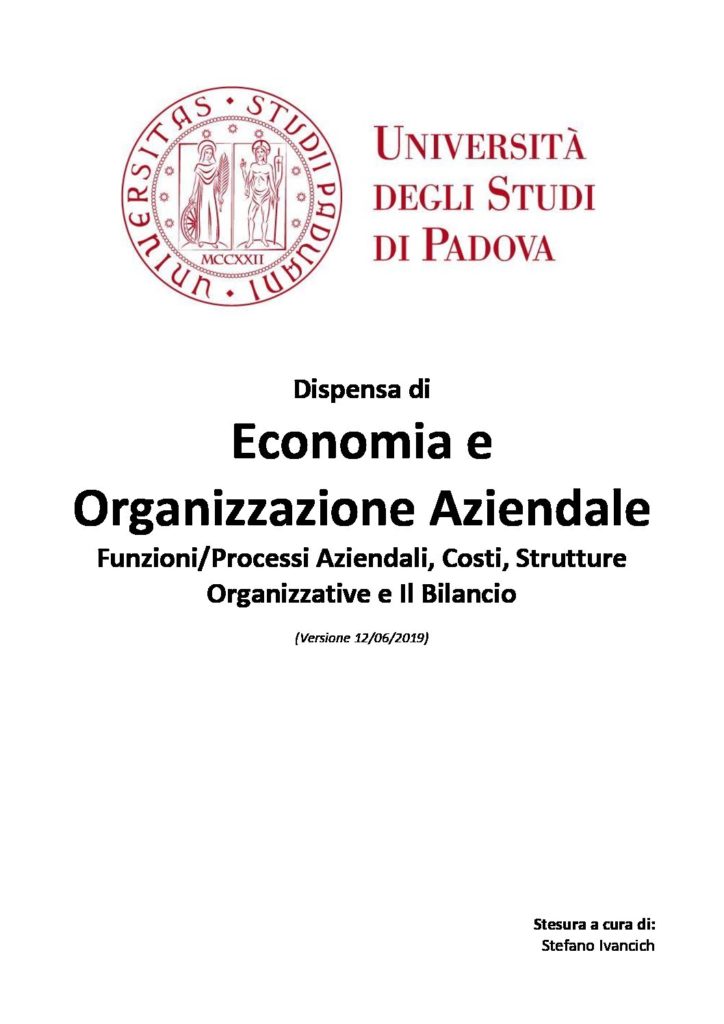 UNIVERSITAS STUDII PADUANI
MCCXXII
UNIVERSITÀ
DEGLI STUDI
DI PADOVA
Dispensa di
Economia e
Organizzazione Aziendale
Funzioni/Processi Aziendali, Costi, Strutture
Organizzative e Il Bilancio
(Versione 12/06/2019)
Stesura a cura di:
Stefano Ivancich